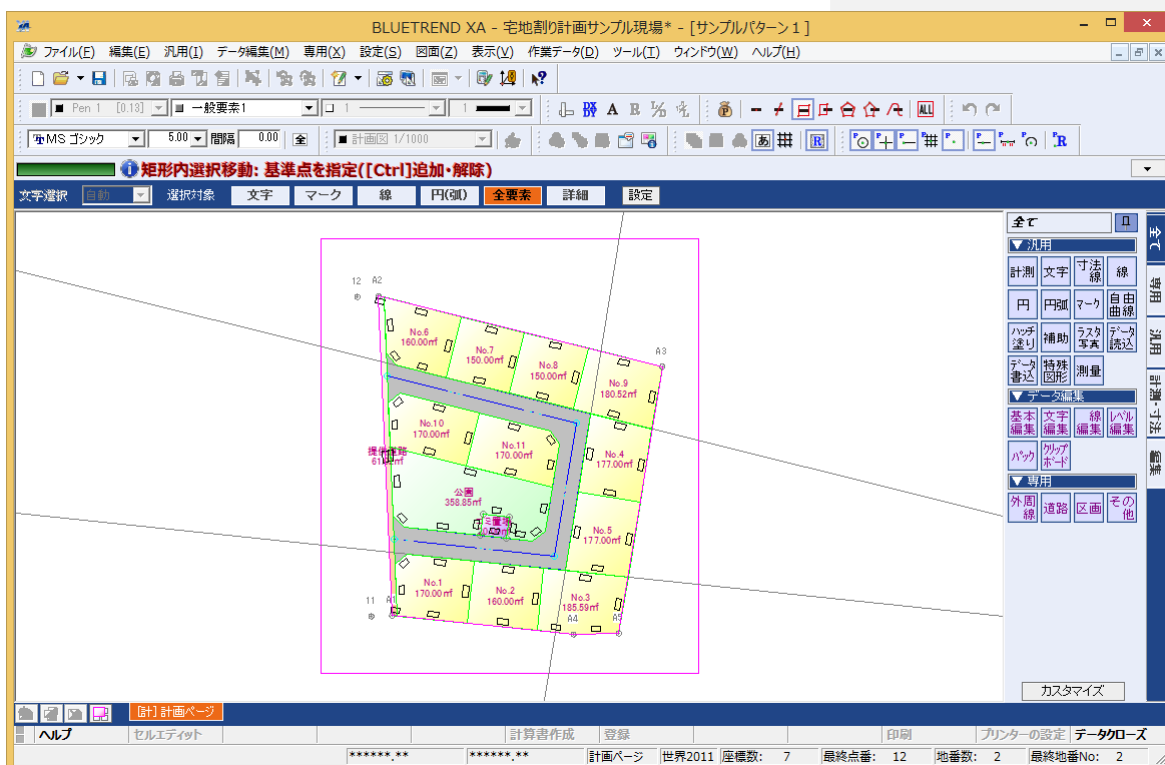 BLUETREND XA - 宅地割り計画サンプル現場* - [サンプルパターン１]
ファイル(F) 編集(E) 汎用(I) データ編集(M) 専用(X) 設定(S) 図面(Z) 表示(V) 作業データ(D) ツール(T) ウィンドウ(W) ヘルプ(H)
Pen 1 [0.13] 一般要素1 1 1
MS ゴシック 5.00 間隔 0.00 全 計画図 1/1000
矩形内選択移動: 基準点を指定([Ctrl]追加・解除)
文字選択 自動 選択対象 文字 マーク 線 円(弧) 全要素 詳細 設定
12 A2
A3
No.6
160.00㎡
No.7
150.00㎡
No.8
150.00㎡
No.9
180.52㎡
No.10
170.00㎡
No.11
170.00㎡
No.4
177.00㎡
公園
358.85㎡
No.5
177.00㎡
No.1
170.00㎡
No.2
160.00㎡
No.3
185.59㎡
11 A1
A4 A5
全て
▼ 汎用
計測 文字 寸法線 線
円 円弧 マーク 自由曲線
ハッチ塗り 補助 ラスタ写真 データ読込
データ書込 特殊図形 測量
▼ データ編集
基本編集 文字編集 線編集 レベル編集
パック クリップボード
▼ 専用
外周線 道路 区画 その他
カスタマイズ
全て
専用
汎用
計測・寸法
編集
[計]計画ページ
ヘルプ セルエディット 計算書作成 登録 印刷 プリンターの設定 データクローズ
******.** ******.** 計画ページ 世界2011 座標数: 7 最終点番: 12 地番数: 2 最終地番No: 2